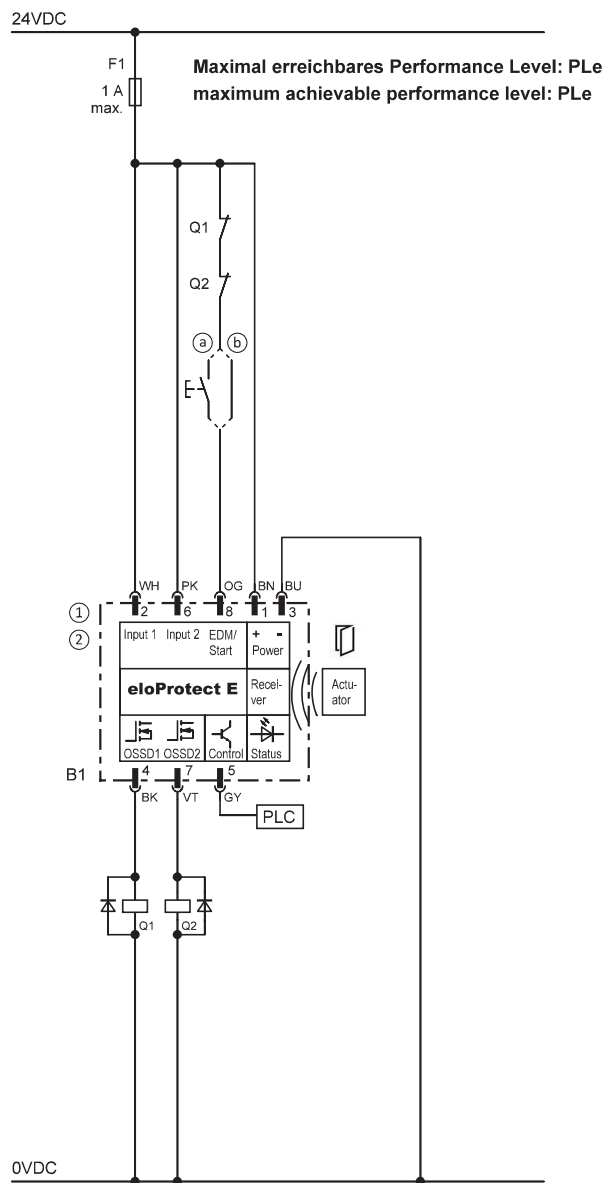 24VDC
F1
1 A
max.
Maximal erreichbares Performance Level: PLe
maximum achievable performance level: PLe
Q1
Q2
a b
WH PK OG BN BU
1
2
2 6 8 1 3
Input 1 Input 2 EDM/
Start
+ -
Power
eloProtect E
Recei-
ver
Actu-
ator
OSSD1 OSSD2 Control Status
B1
4 7 5
BK VT GY
PLC
Q1 Q2
0VDC